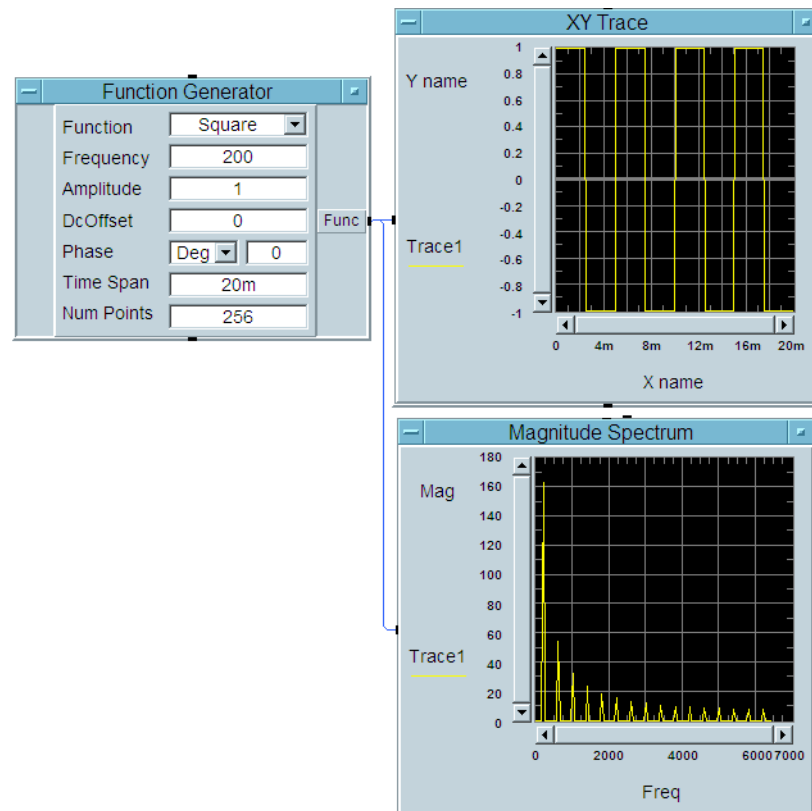 Function Generator
Function Square
Frequency 200
Amplitude 1
DcOffset 0
Phase Deg 0
Time Span 20m
Num Points 256
Func
XY Trace
Y name
Trace1
1
0.8
0.6
0.4
0.2
0
-0.2
-0.4
-0.6
-0.8
-1
0 4m 8m 12m 16m 20m
X name
Magnitude Spectrum
Mag
Trace1
180
160
140
120
100
80
60
40
20
0
0 2000 4000 6000 7000
Freq